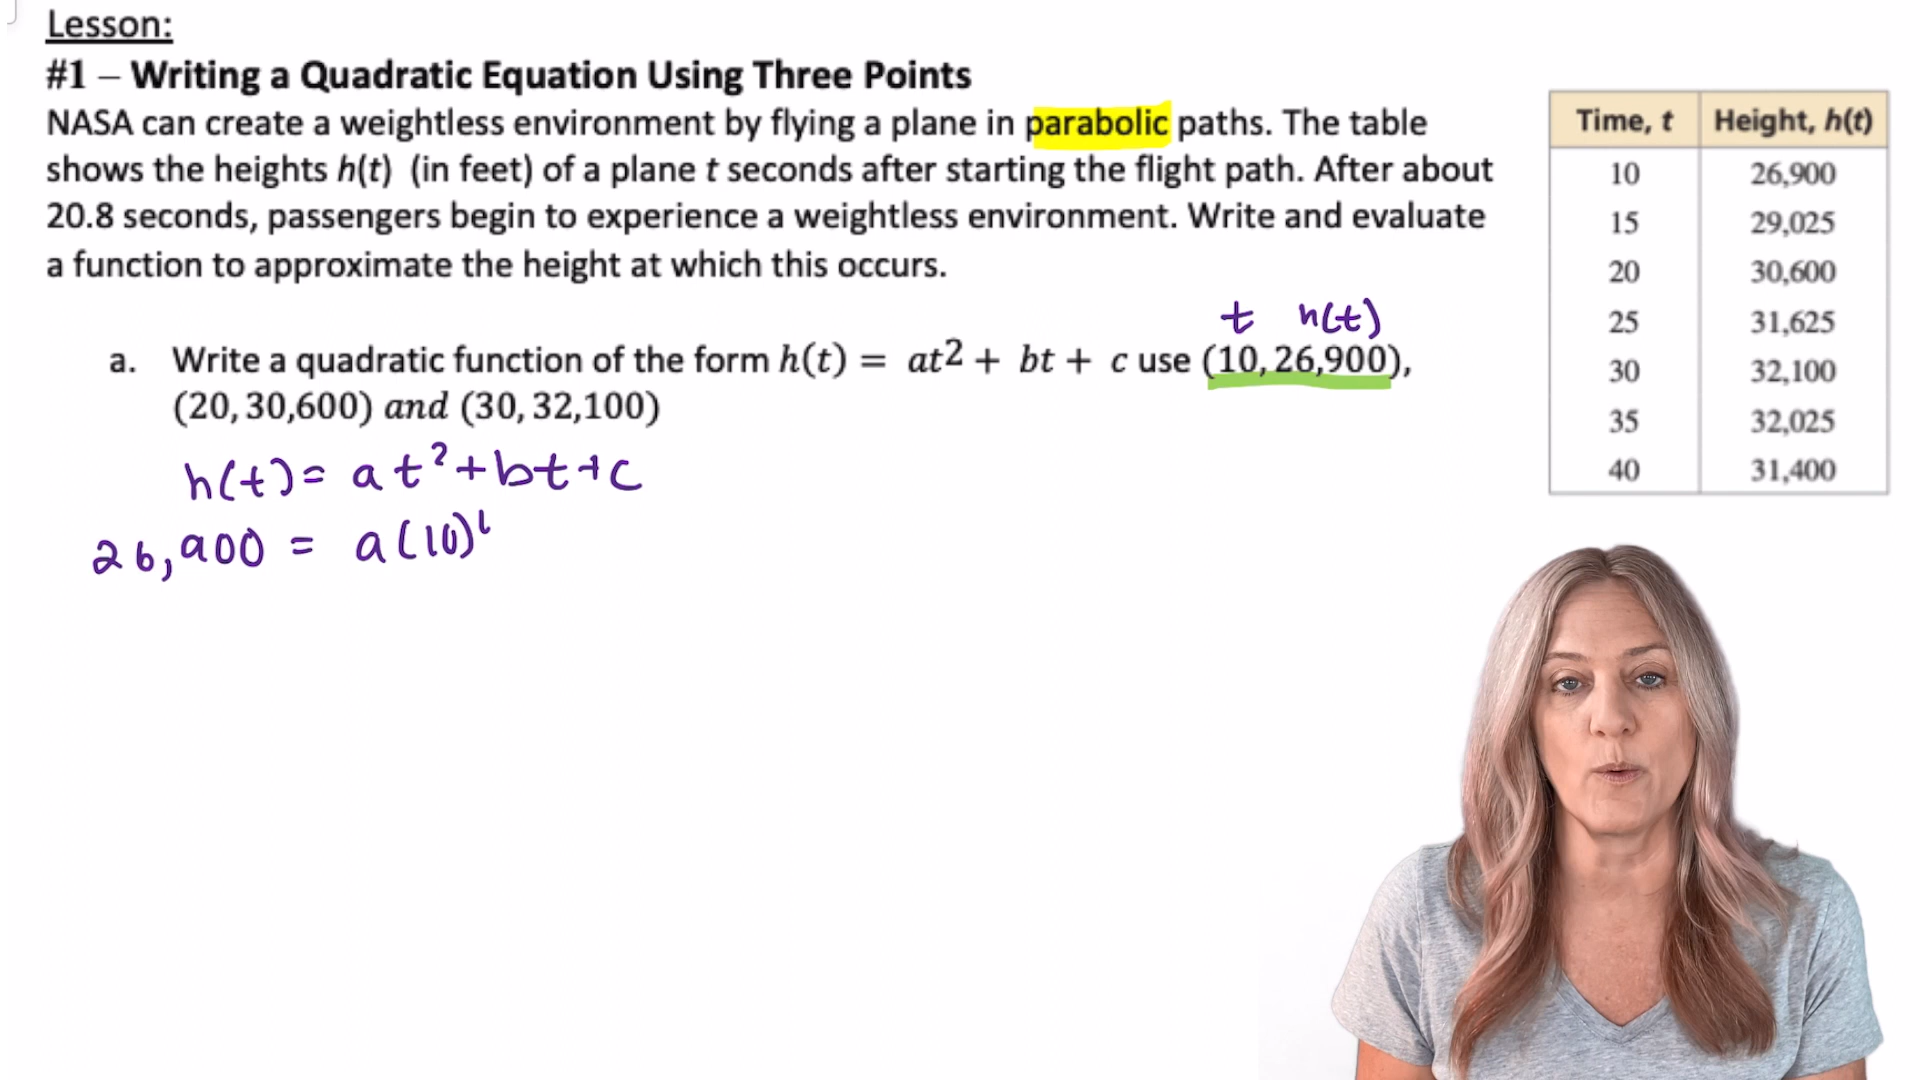 Lesson:
#1 – Writing a Quadratic Equation Using Three Points
NASA can create a weightless environment by flying a plane in parabolic paths. The table
shows the heights h(t) (in feet) of a plane t seconds after starting the flight path. After about
20.8 seconds, passengers begin to experience a weightless environment. Write and evaluate
a function to approximate the height at which this occurs.
Time, t Height, h(t)
10 26,900
15 29,025
20 30,600
25 31,625
30 32,100
35 32,025
40 31,400
t h(t)
a. Write a quadratic function of the form h(t) = at2 + bt + c use (10, 26,900),
(20, 30,600) and (30, 32,100)
h(t) = at² + bt + c
26,900 = a(10)